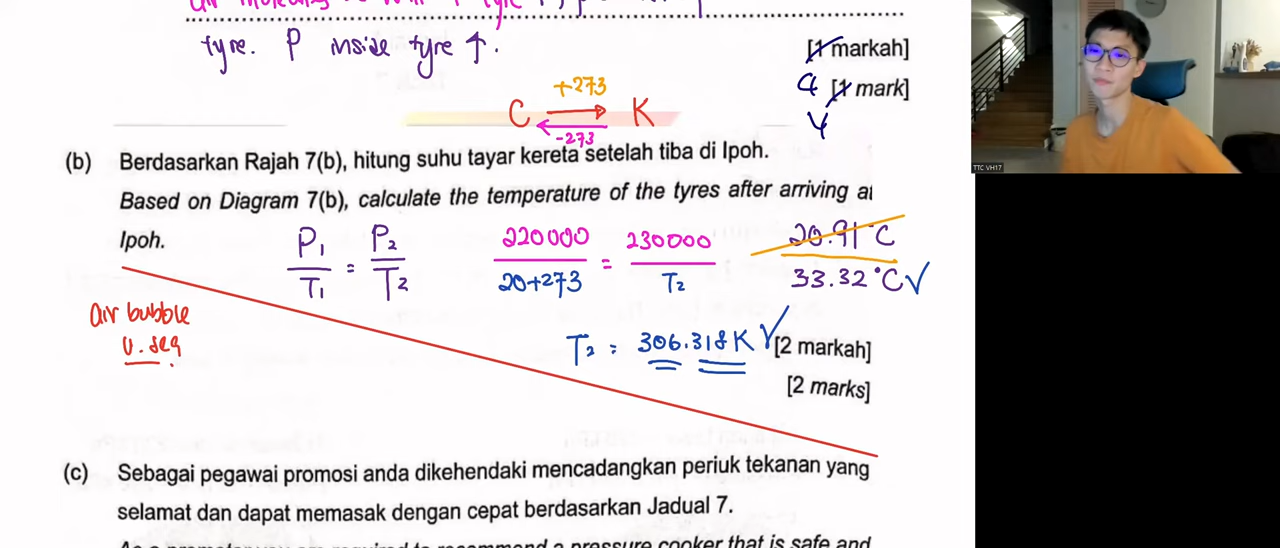 tyre. P inside tyre ↑.
[1 markah]
4 [1 mark]
+273
C K
-273
(b) Berdasarkan Rajah 7(b), hitung suhu tayar kereta setelah tiba di Ipoh.
Based on Diagram 7(b), calculate the temperature of the tyres after arriving at
Ipoh.
P₁/T₁ = P₂/T₂
220000/20+273 = 230000/T₂
20.91°C
33.32°C✓
air bubble
T₂ = 306.318K ✓
[2 markah]
[2 marks]
(c) Sebagai pegawai promosi anda dikehendaki mencadangkan periuk tekanan yang
selamat dan dapat memasak dengan cepat berdasarkan Jadual 7.
TTC VH17